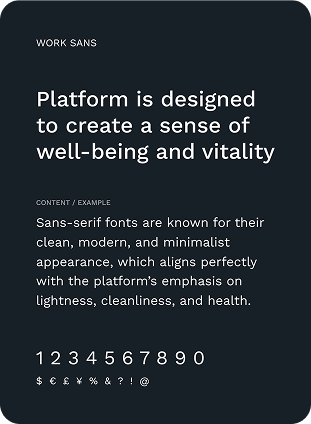 WORK SANS
Platform is designed
to create a sense of
well-being and vitality
CONTENT / EXAMPLE
Sans-serif fonts are known for their
clean, modern, and minimalist
appearance, which aligns perfectly
with the platform's emphasis on
lightness, cleanliness, and health.
1 2 3 4 5 6 7 8 9 0
$ € £ ¥ % & ? ! @